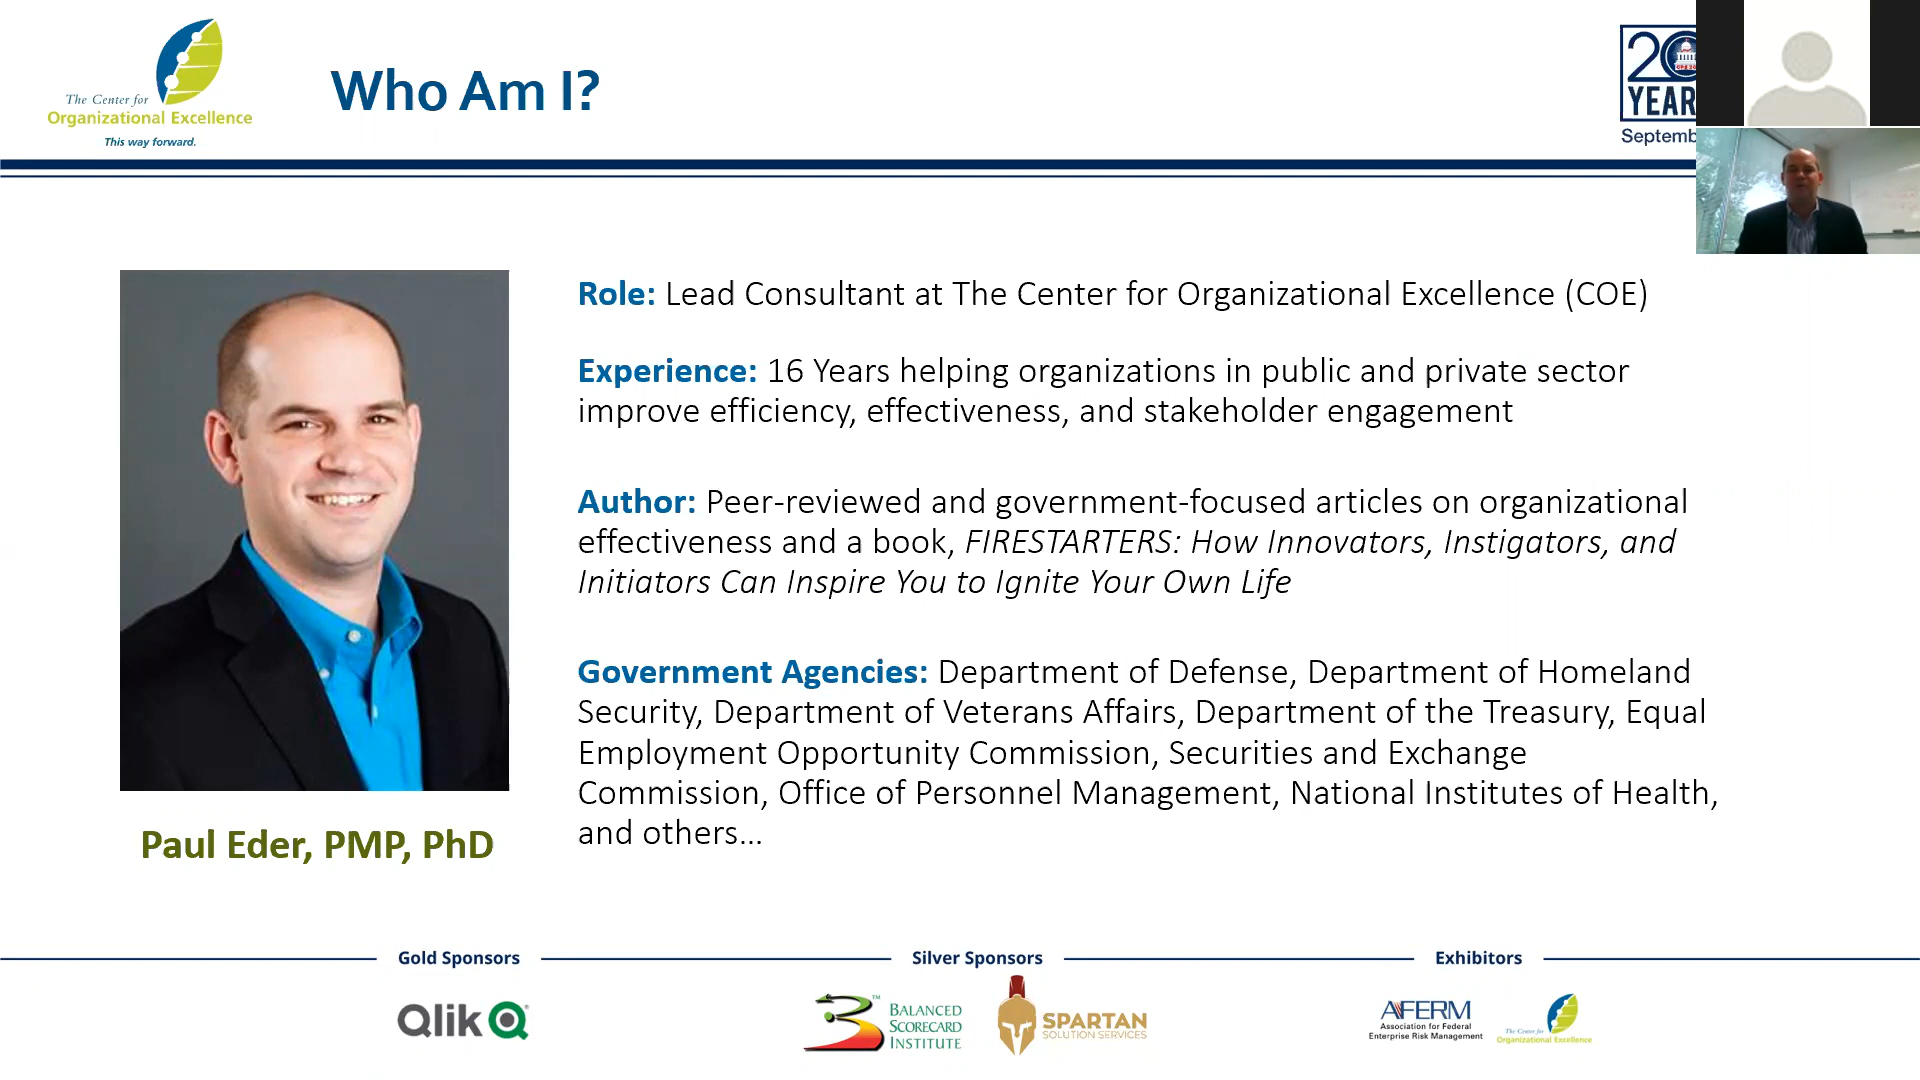 The Center for
Organizational Excellence
This way forward.
Who Am I?
20
YEAR
Septemb
Role: Lead Consultant at The Center for Organizational Excellence (COE)
Experience: 16 Years helping organizations in public and private sector
improve efficiency, effectiveness, and stakeholder engagement
Author: Peer-reviewed and government-focused articles on organizational
effectiveness and a book, FIRESTARTERS: How Innovators, Instigators, and
Initiators Can Inspire You to Ignite Your Own Life
Government Agencies: Department of Defense, Department of Homeland
Security, Department of Veterans Affairs, Department of the Treasury, Equal
Employment Opportunity Commission, Securities and Exchange
Commission, Office of Personnel Management, National Institutes of Health,
and others...
Paul Eder, PMP, PhD
Gold Sponsors
Silver Sponsors
Exhibitors
Qlik
BALANCED
SCORECARD
INSTITUTE
™
SPARTAN
SOLUTION SERVICES
AFERM
Association for Federal
Enterprise Risk Management
The Center for
Organizational Excellence